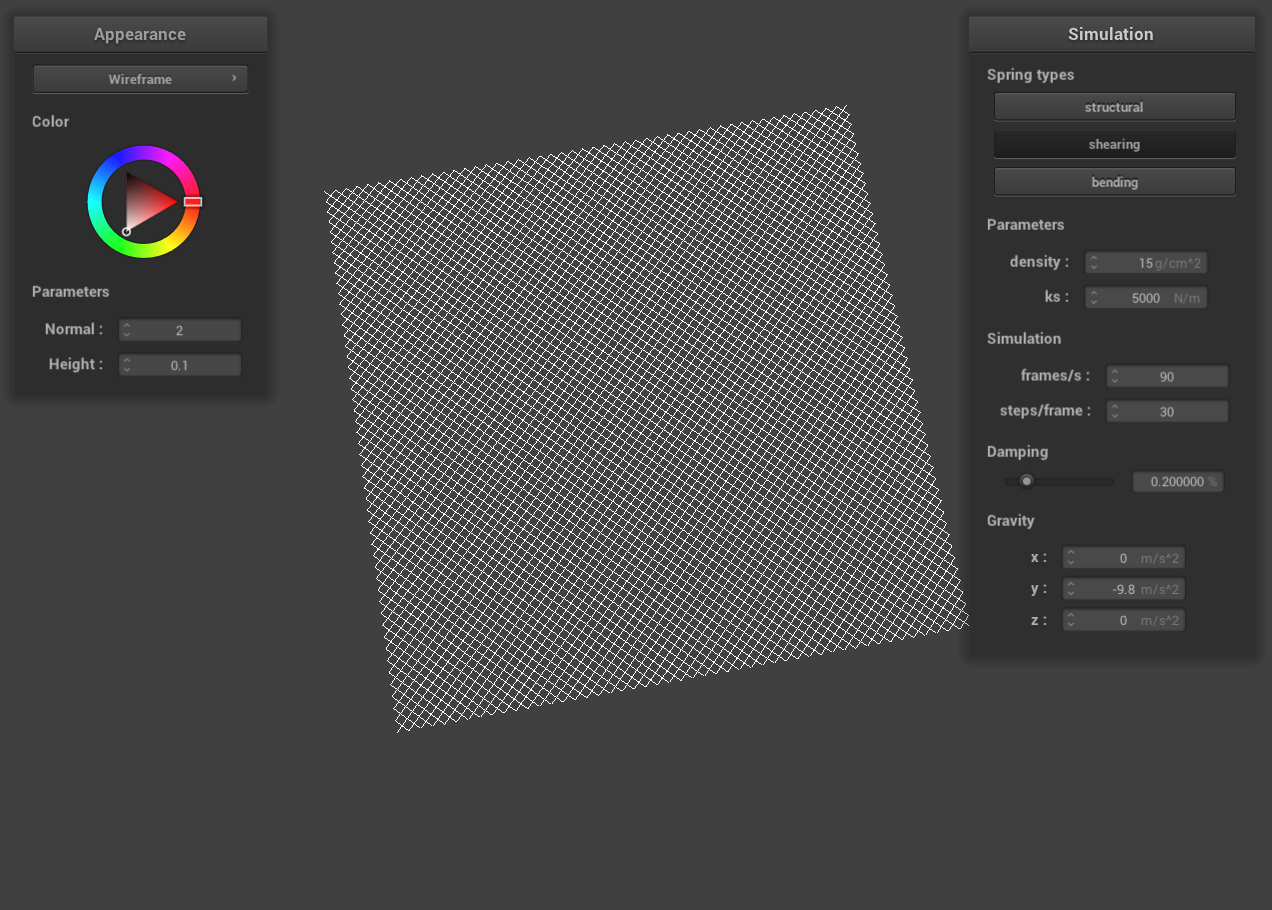 Appearance
Wireframe
Color
Parameters
Normal : 2
Height : 0.1
Simulation
Spring types
structural
shearing
bending
Parameters
density : 15 g/cm^2
ks : 5000 N/m
Simulation
frames/s : 90
steps/frame : 30
Damping
0.200000 %
Gravity
x : 0 m/s^2
y : -9.8 m/s^2
z : 0 m/s^2